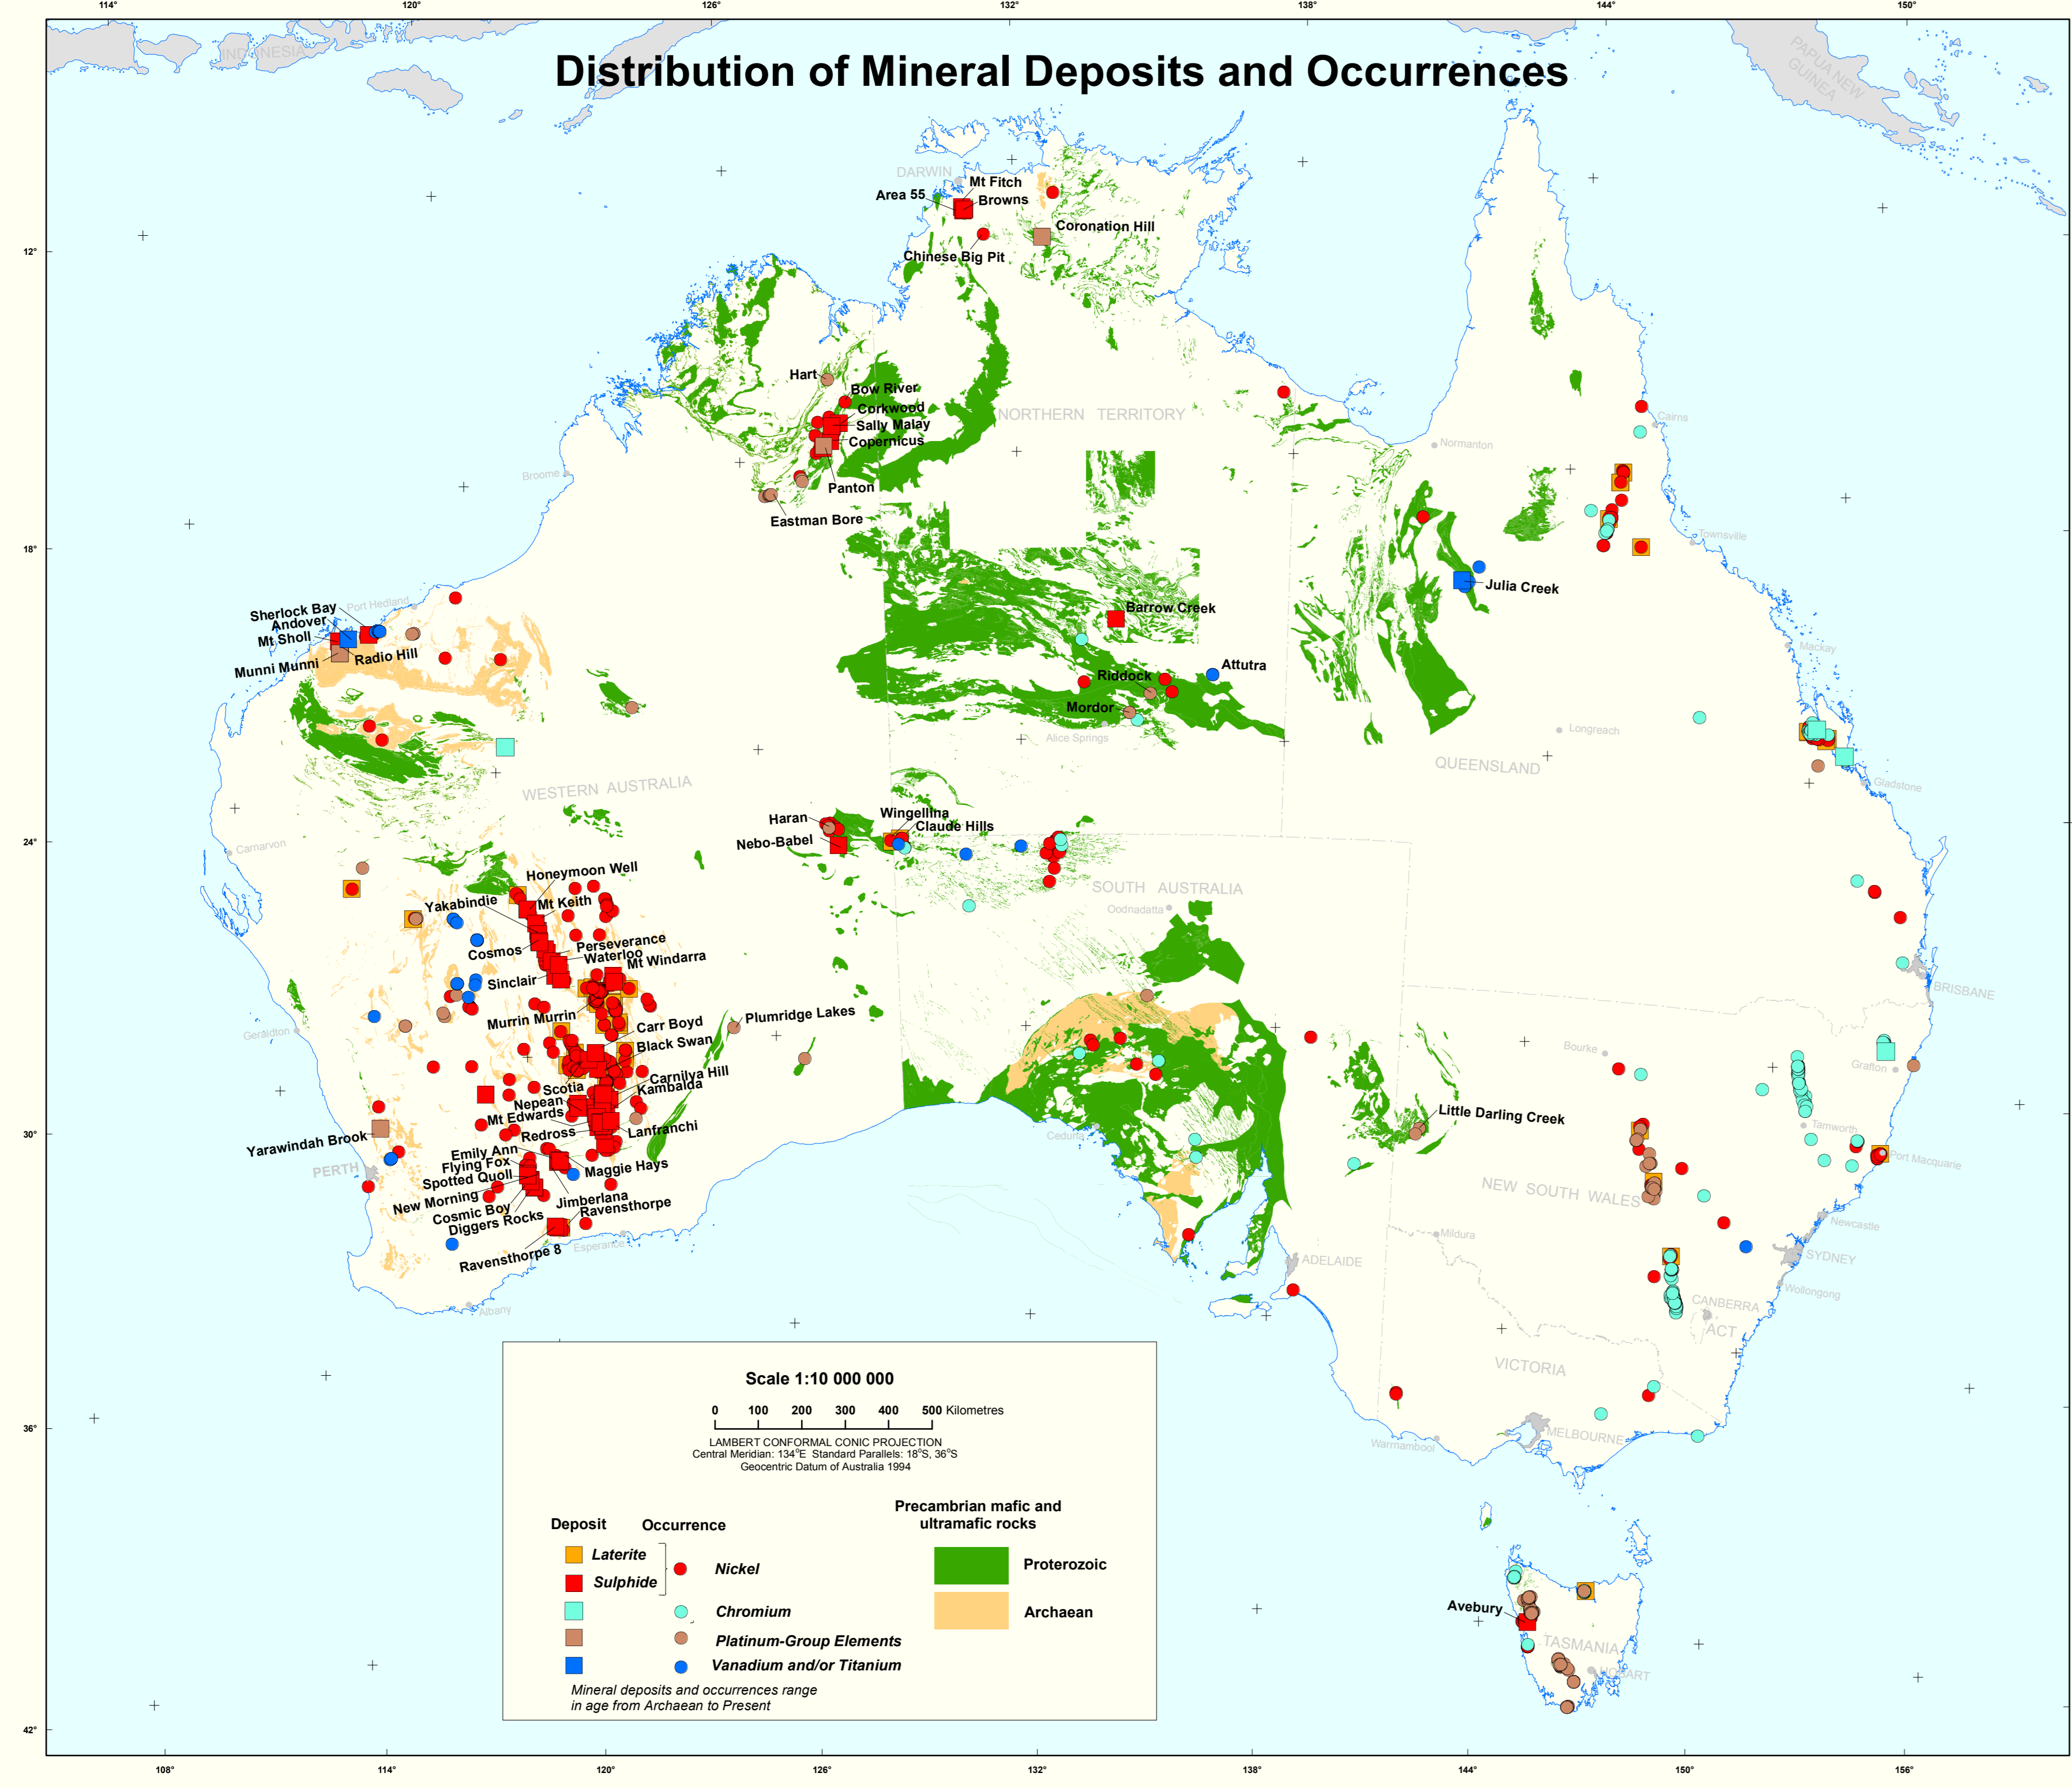 114° 120° 126° 132° 138° 144° 150°
INDONESIA
PAPUA NEW
GUINEA
Distribution of Mineral Deposits and Occurrences
DARWIN
Mt Fitch
Area 55
Browns
Coronation Hill
12°
Chinese Big Pit
Hart
Bow River
Corkwood
Sally Malay
Copernicus
NORTHERN TERRITORY
Cairns
Normanton
Broome
Panton
Eastman Bore
18°
Townsville
Julia Creek
Port Hedland
Sherlock Bay
Andover
Mt Sholl
Radio Hill
Munni Munni
Barrow Creek
Mackay
Attutra
Riddock
Mordor
Alice Springs
Longreach
QUEENSLAND
Gladstone
WESTERN AUSTRALIA
Haran
Wingellina
Claude Hills
Nebo-Babel
24°
Carnarvon
Honeymoon Well
SOUTH AUSTRALIA
Yakabindie
Mt Keith
Oodnadatta
Perseverance
Cosmos
Waterloo
Mt Windarra
Sinclair
BRISBANE
Murrin Murrin
Carr Boyd
Plumridge Lakes
Geraldton
Black Swan
Bourke
Grafton
Carnilya Hill
Scotia
Kambalda
Nepean
Mt Edwards
Little Darling Creek
Redross
Lanfranchi
Tamworth
30°
Yarawindah Brook
Ceduna
Emily Ann
Flying Fox
Maggie Hays
PERTH
Spotted Quoll
Port Macquarie
New Morning
Jimberlana
NEW SOUTH WALES
Cosmic Boy
Ravensthorpe
Diggers Rocks
Newcastle
Mildura
Esperance
Ravensthorpe 8
ADELAIDE
SYDNEY
Wollongong
Albany
CANBERRA
ACT
VICTORIA
Scale 1:10 000 000
0 100 200 300 400 500 Kilometres
36°
MELBOURNE
Warrnambool
LAMBERT CONFORMAL CONIC PROJECTION
Central Meridian: 134°E Standard Parallels: 18°S, 36°S
Geocentric Datum of Australia 1994
Precambrian mafic and
ultramafic rocks
Deposit Occurrence
Laterite
Nickel
Sulphide
Proterozoic
Chromium
Archaean
Platinum-Group Elements
Vanadium and/or Titanium
Mineral deposits and occurrences range
in age from Archaean to Present
Avebury
TASMANIA
HOBART
42°
108° 114° 120° 126° 132° 138° 144° 150° 156°